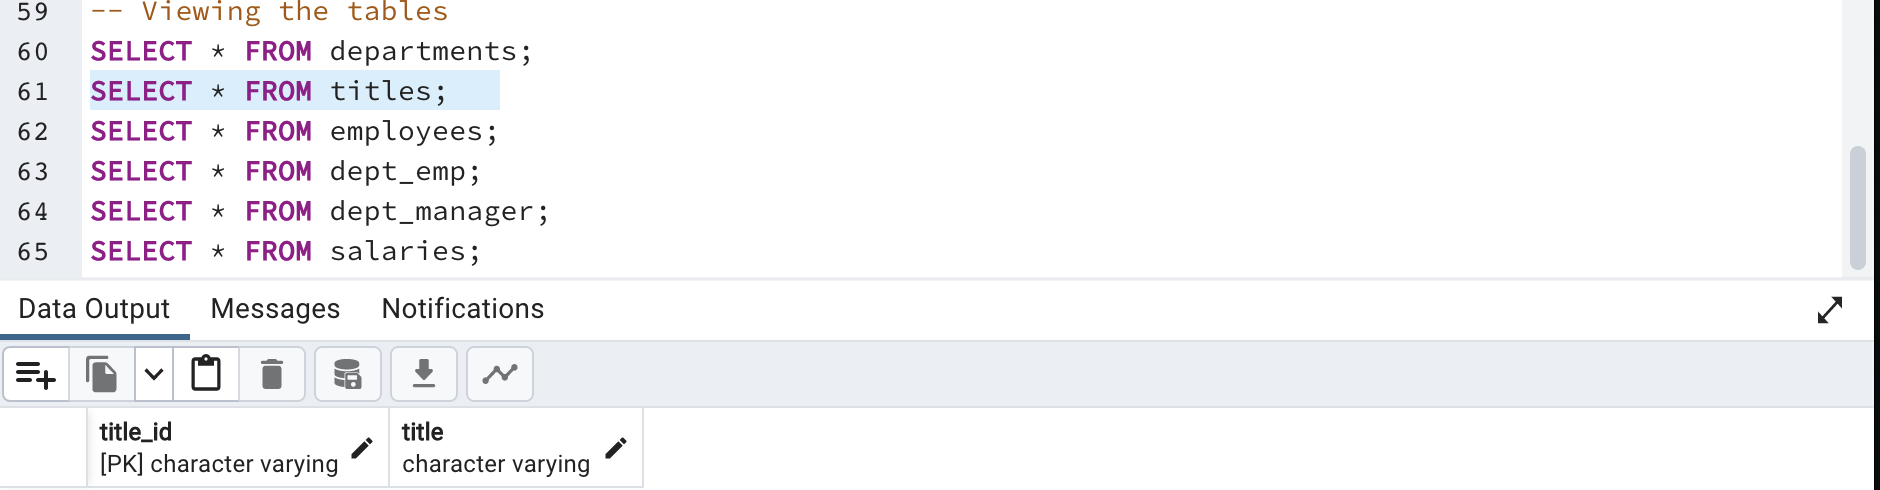 59 -- Viewing the tables
60 SELECT * FROM departments;
61 SELECT * FROM titles;
62 SELECT * FROM employees;
63 SELECT * FROM dept_emp;
64 SELECT * FROM dept_manager;
65 SELECT * FROM salaries;
Data Output Messages Notifications
title_id title
[PK] character varying character varying